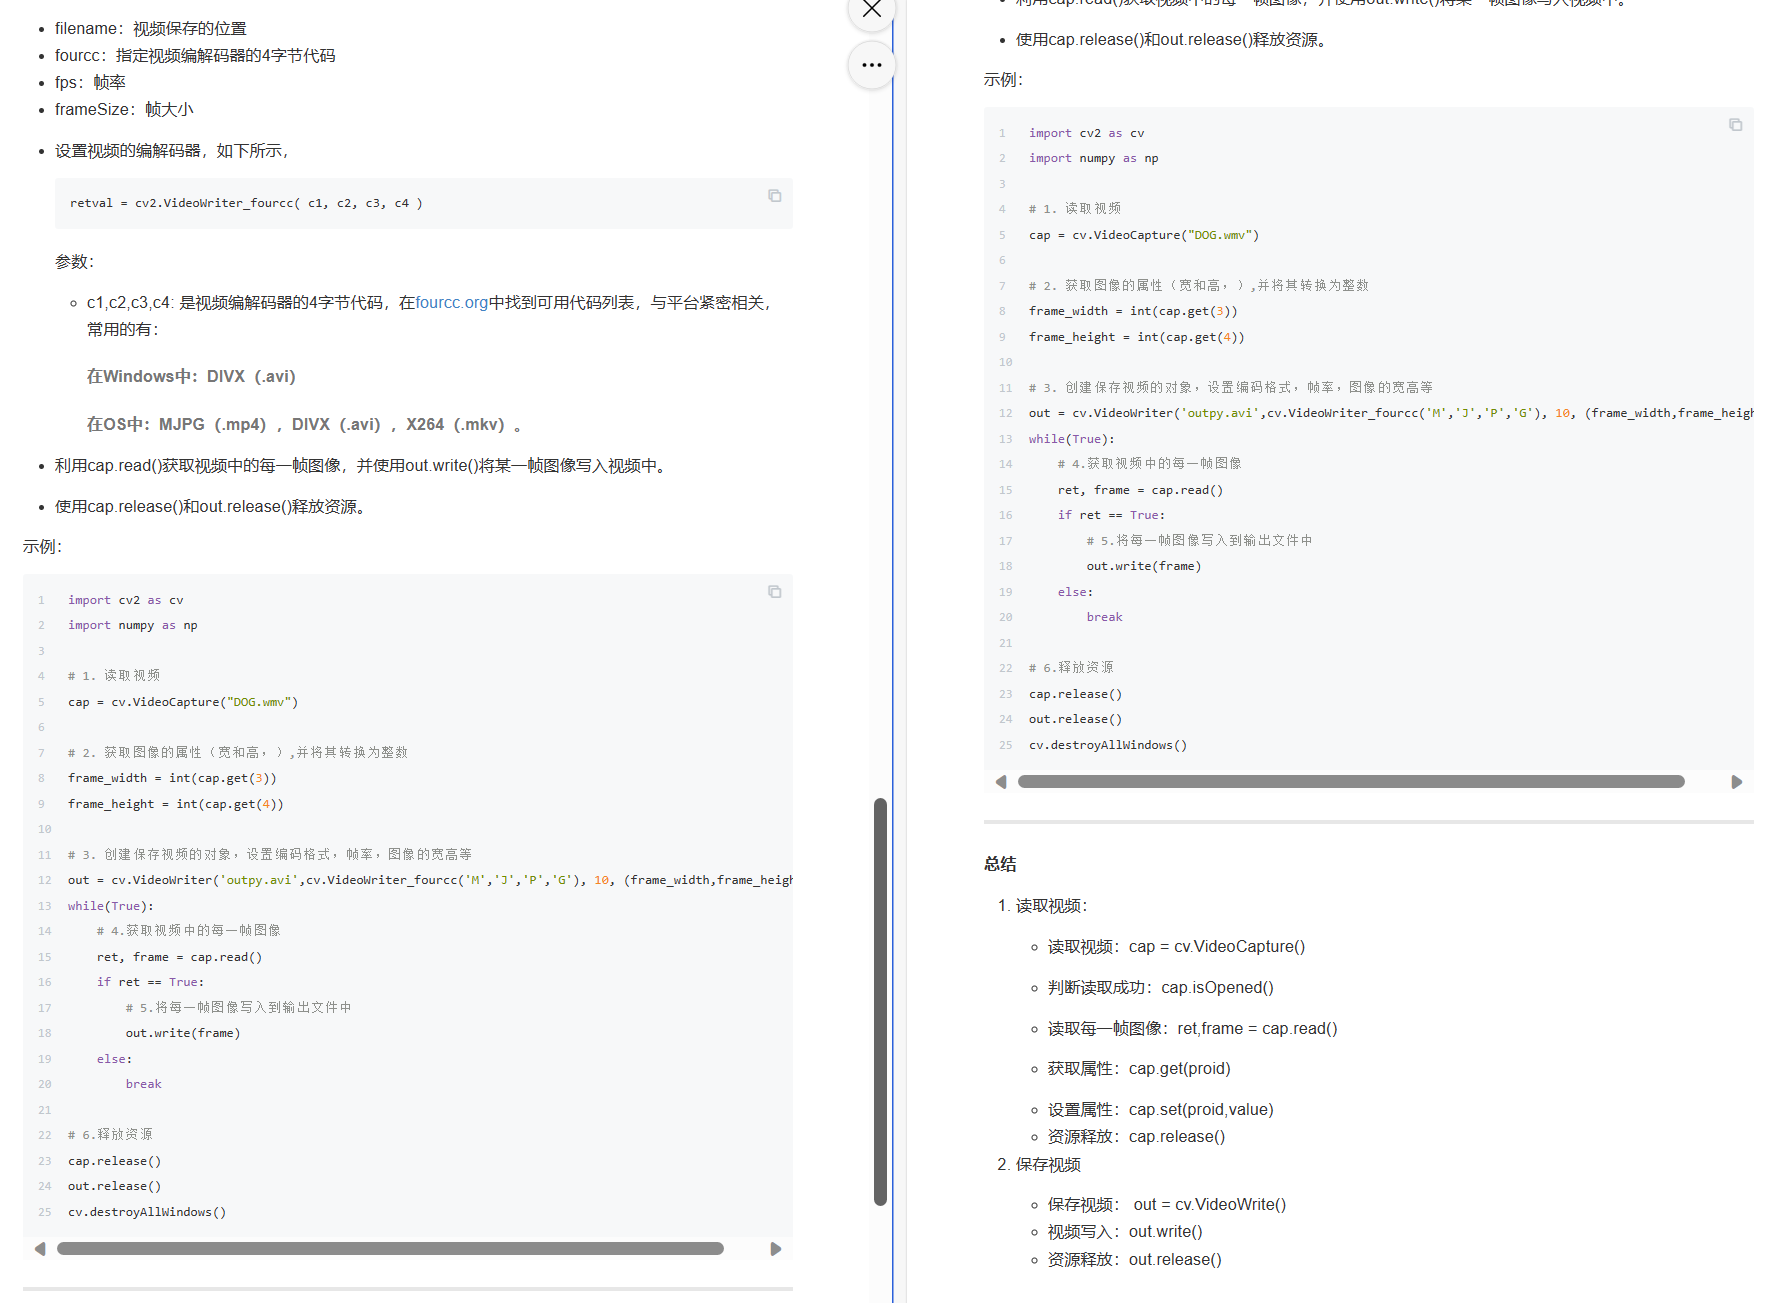 filename：视频保存的位置
fourcc：指定视频编解码器的4字节代码
fps：帧率
frameSize：帧大小
设置视频的编解码器，如下所示，
retval = cv2.VideoWriter_fourcc( c1, c2, c3, c4 )
参数：
c1,c2,c3,c4: 是视频编解码器的4字节代码，在fourcc.org中找到可用代码列表，与平台紧密相关，
常用的有：
在Windows中：DIVX（.avi）
在OS中：MJPG（.mp4），DIVX（.avi），X264（.mkv）。
利用cap.read()获取视频中的每一帧图像，并使用out.write()将某一帧图像写入视频中。
使用cap.release()和out.release()释放资源。
示例：
1 import cv2 as cv
2 import numpy as np
3
4 # 1. 读取视频
5 cap = cv.VideoCapture("DOG.wmv")
6
7 # 2. 获取图像的属性（宽和高，）,并将其转换为整数
8 frame_width = int(cap.get(3))
9 frame_height = int(cap.get(4))
10
11 # 3. 创建保存视频的对象，设置编码格式，帧率，图像的宽高等
12 out = cv.VideoWriter('outpy.avi',cv.VideoWriter_fourcc('M','J','P','G'), 10, (frame_width,frame_heigh
13 while(True):
14     # 4.获取视频中的每一帧图像
15     ret, frame = cap.read()
16     if ret == True:
17         # 5.将每一帧图像写入到输出文件中
18         out.write(frame)
19     else:
20         break
21
22 # 6.释放资源
23 cap.release()
24 out.release()
25 cv.destroyAllWindows()
利用cap.read()获取视频中的每一帧图像，并使用out.write()将某一帧图像写入视频中。
使用cap.release()和out.release()释放资源。
示例：
1 import cv2 as cv
2 import numpy as np
3
4 # 1. 读取视频
5 cap = cv.VideoCapture("DOG.wmv")
6
7 # 2. 获取图像的属性（宽和高，）,并将其转换为整数
8 frame_width = int(cap.get(3))
9 frame_height = int(cap.get(4))
10
11 # 3. 创建保存视频的对象，设置编码格式，帧率，图像的宽高等
12 out = cv.VideoWriter('outpy.avi',cv.VideoWriter_fourcc('M','J','P','G'), 10, (frame_width,frame_heigh
13 while(True):
14     # 4.获取视频中的每一帧图像
15     ret, frame = cap.read()
16     if ret == True:
17         # 5.将每一帧图像写入到输出文件中
18         out.write(frame)
19     else:
20         break
21
22 # 6.释放资源
23 cap.release()
24 out.release()
25 cv.destroyAllWindows()
总结
1. 读取视频：
读取视频：cap = cv.VideoCapture()
判断读取成功：cap.isOpened()
读取每一帧图像：ret,frame = cap.read()
获取属性：cap.get(proid)
设置属性：cap.set(proid,value)
资源释放：cap.release()
2. 保存视频
保存视频： out = cv.VideoWrite()
视频写入：out.write()
资源释放：out.release()